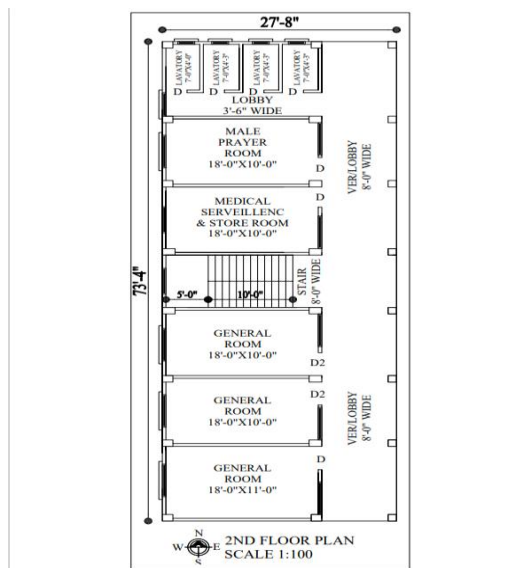 27'-8"
LAVATORY
7'-0"X4'-0"
LAVATORY
7'-0"X4'-3"
LAVATORY
7'-0"X4'-3"
LAVATORY
7'-0"X4'-3"
D
D
D
D
LOBBY
3'-6" WIDE
MALE
PRAYER
ROOM
18'-0"X10'-0"
D
VER/LOBBY
8'-0" WIDE
D
MEDICAL
SERVEILLENC
& STORE ROOM
18'-0"X10'-0"
73'-4"
5'-0"
10'-0"
STAIR
8'-0" WIDE
GENERAL
ROOM
18'-0"X10'-0"
D2
GENERAL
ROOM
18'-0"X10'-0"
D2
VER/LOBBY
8'-0" WIDE
GENERAL
ROOM
18'-0"X11'-0"
D
N
W E
S
2ND FLOOR PLAN
SCALE 1:100